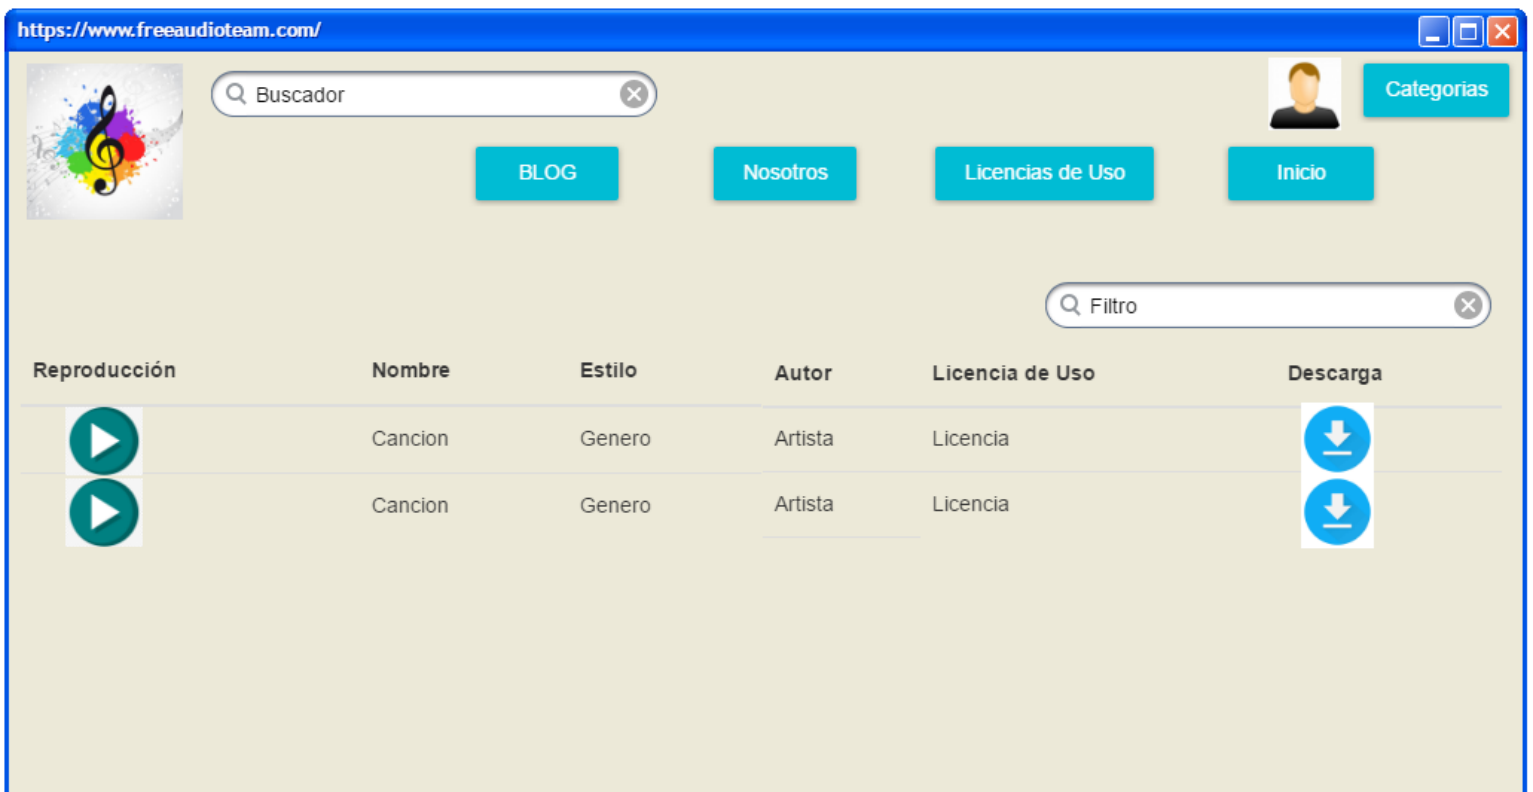 https://www.freeaudioteam.com/
Buscador
Categorias
BLOG Nosotros Licencias de Uso Inicio
Filtro
Reproducción Nombre Estilo Autor Licencia de Uso Descarga
Cancion Genero Artista Licencia
Cancion Genero Artista Licencia